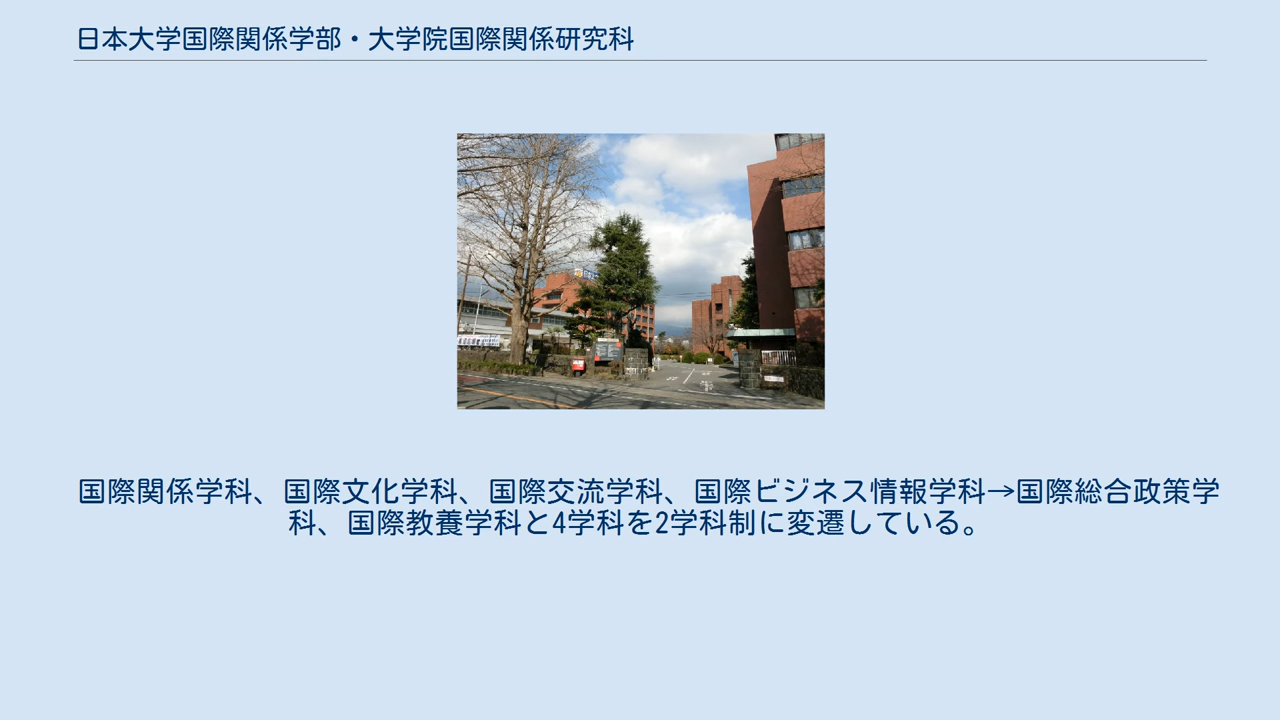 日本大学国際関係学部・大学院国際関係研究科
国際関係学科、国際文化学科、国際交流学科、国際ビジネス情報学科→国際総合政策学
科、国際教養学科と4学科を2学科制に変遷している。